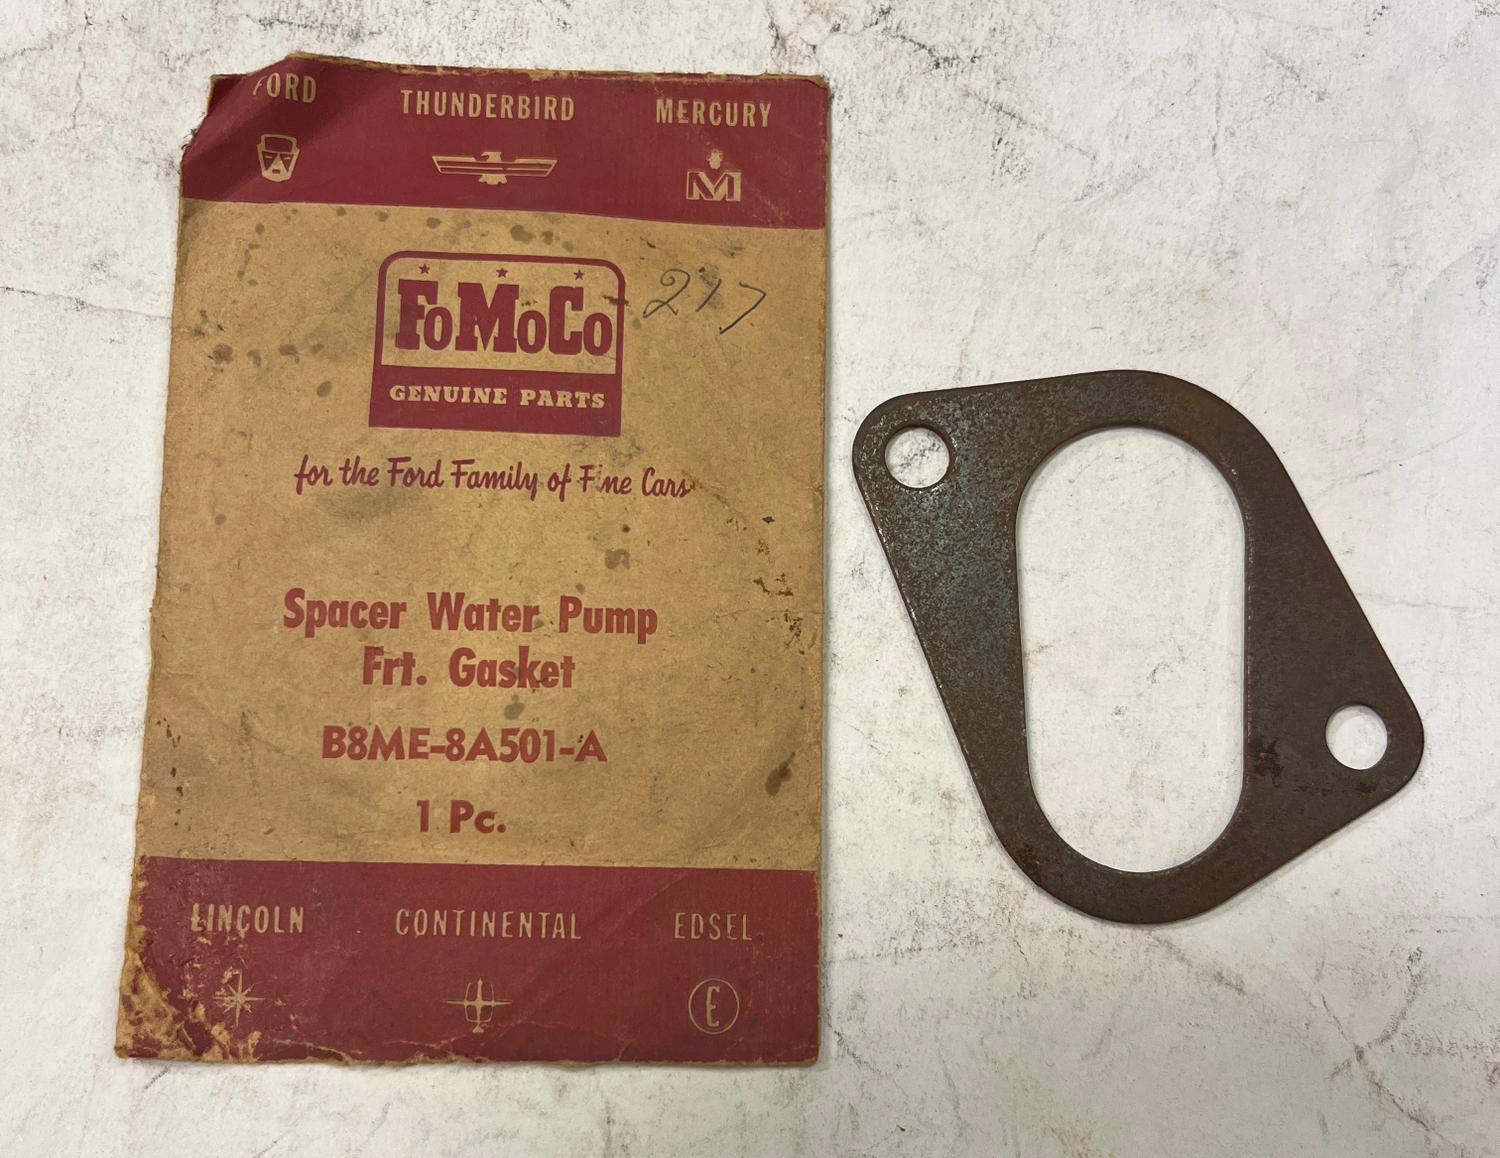 FORD THUNDERBIRD MERCURY
M
FoMoCo
GENUINE PARTS
for the Ford Family of Fine Cars
Spacer Water Pump
Frt. Gasket
B8ME-8A501-A
1 Pc.
LINCOLN CONTINENTAL EDSEL
E